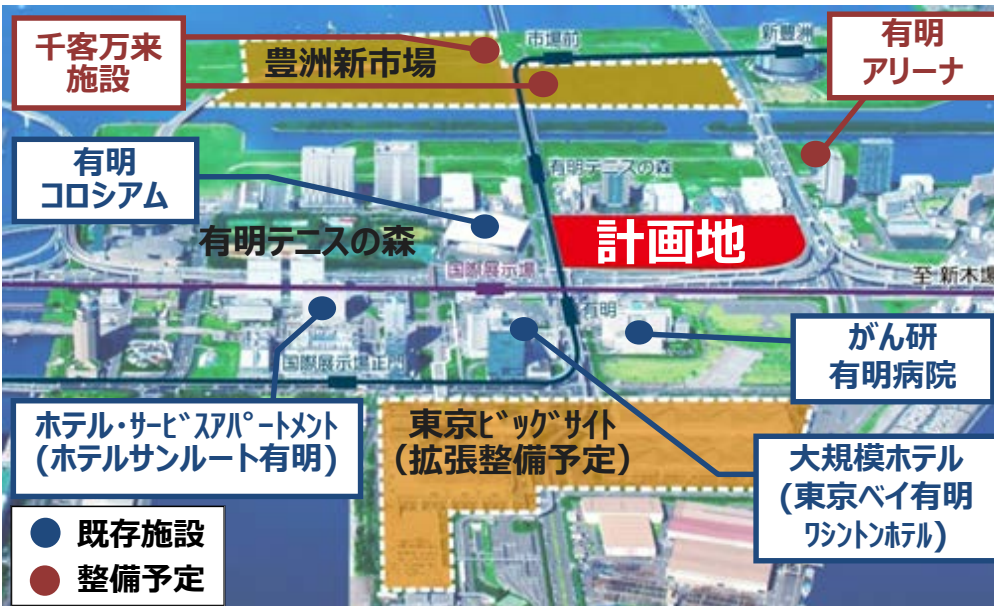 千客万来
施設
豊洲新市場
市場前
新豊洲
有明
アリーナ
有明
コロシアム
有明テニスの森
有明テニスの森
計画地
国際展示場
至 新木場
有明
がん研
有明病院
国際展示場正門
ホテル・サービスアパートメント
(ホテルサンルート有明)
東京ビッグサイト
(拡張整備予定)
大規模ホテル
(東京ベイ有明
ワシントンホテル)
既存施設
整備予定